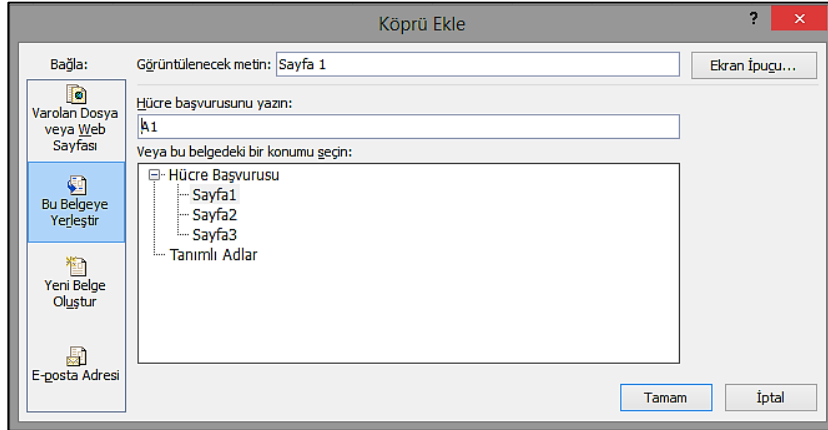 Köprü Ekle
?
Bağla:
Görüntülenecek metin: Sayfa 1
Ekran İpucu...
Varolan Dosya
veya Web
Sayfası
Bu Belgeye
Yerleştir
Yeni Belge
Oluştur
E-posta Adresi
Hücre başvurusunu yazın:
A1
Veya bu belgedeki bir konumu seçin:
Hücre Başvurusu
Sayfa1
Sayfa2
Sayfa3
Tanımlı Adlar
Tamam
İptal